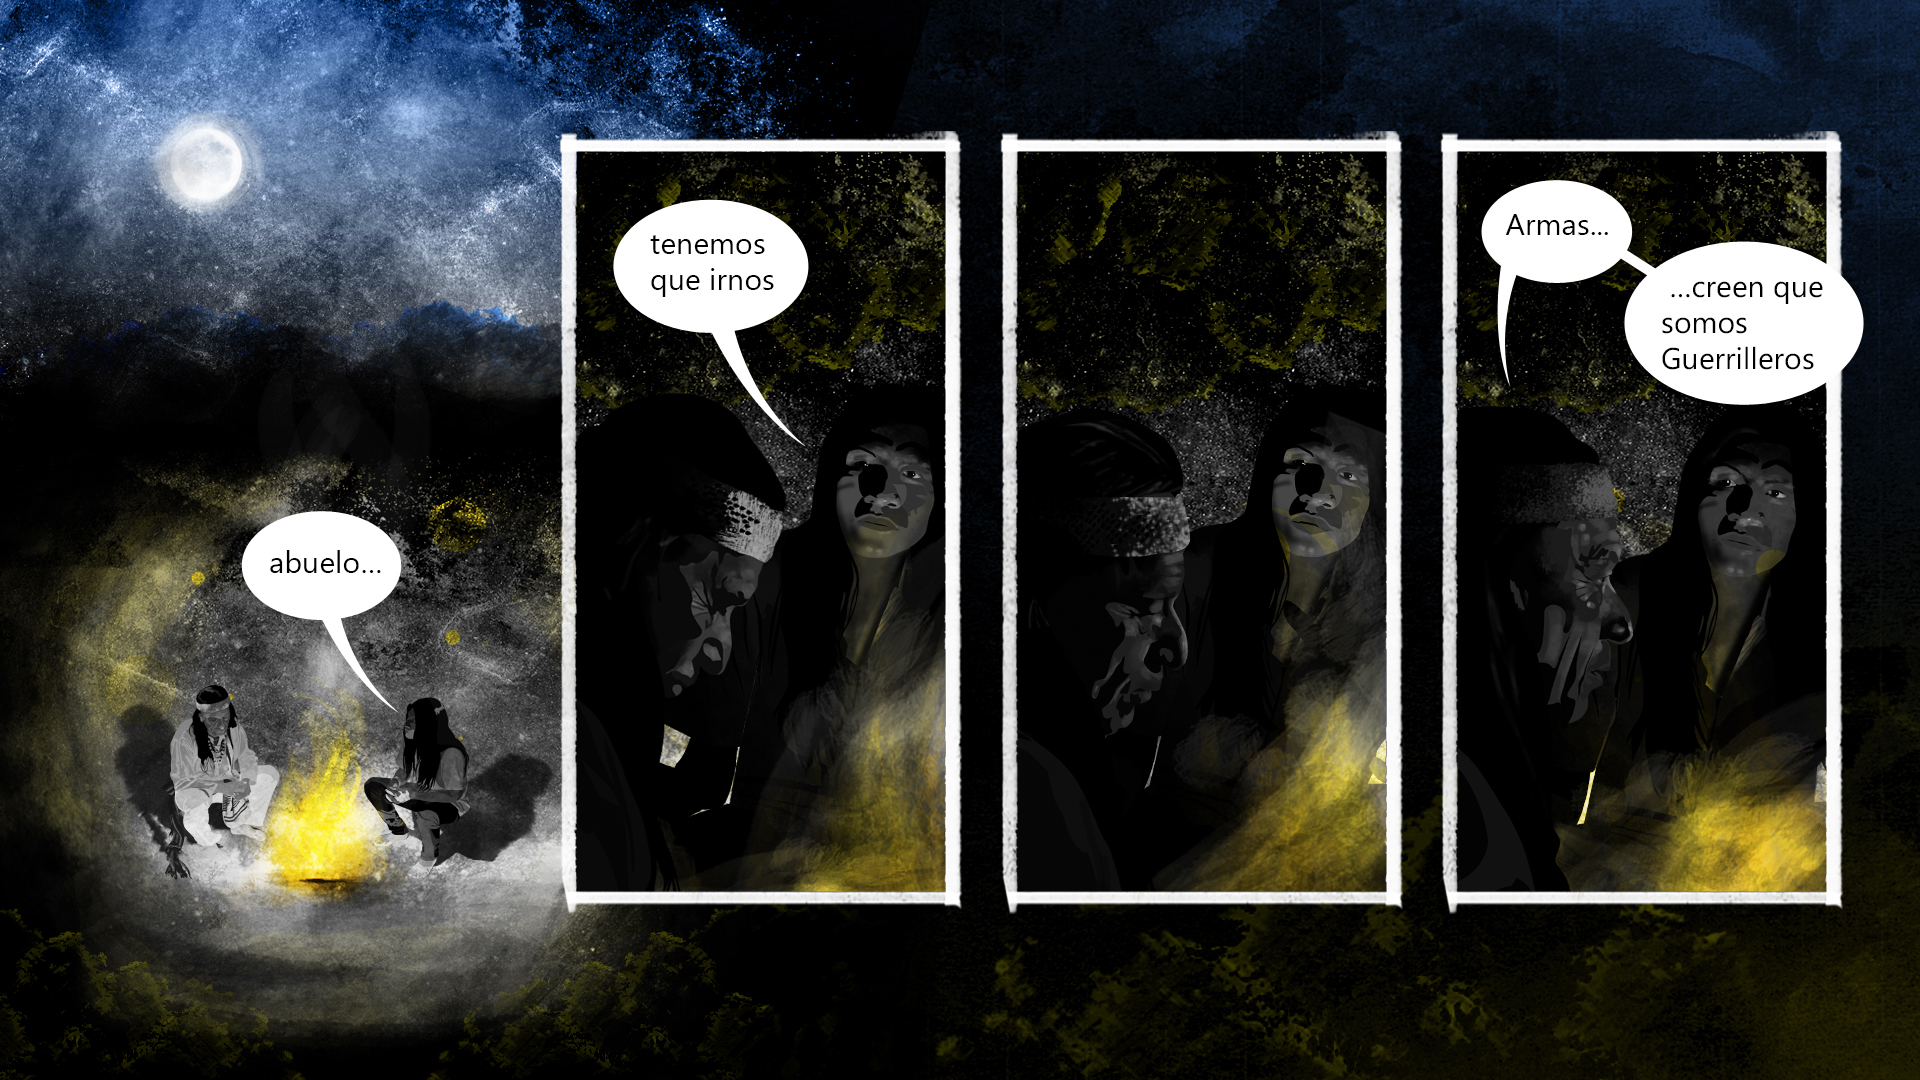 abuelo...
tenemos
que irnos
Armas...
...creen que
somos
Guerrilleros